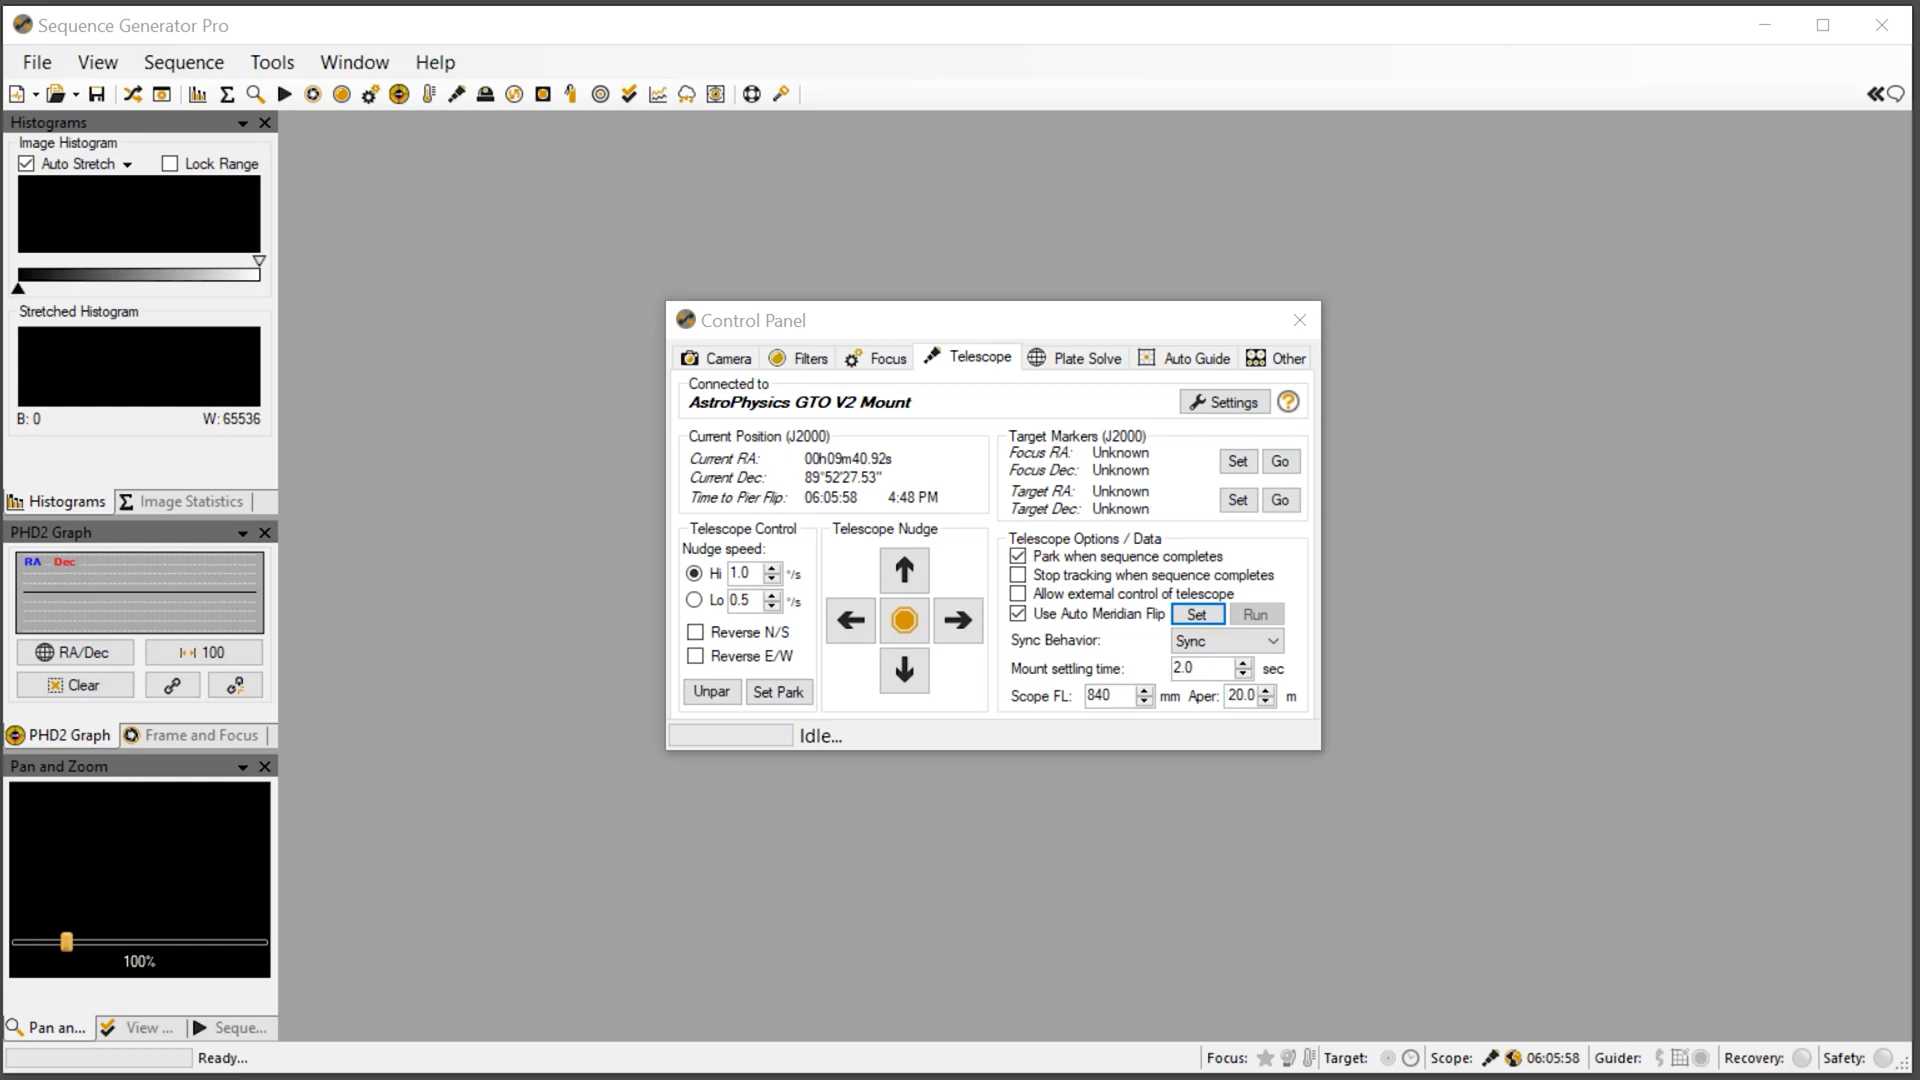 Sequence Generator Pro
File View Sequence Tools Window Help
Histograms
Image Histogram
Auto Stretch Lock Range
Stretched Histogram
B: 0 W: 65536
Histograms Image Statistics
PHD2 Graph
RA Dec
RA/Dec 100
Clear
PHD2 Graph Frame and Focus
Pan and Zoom
100%
Pan an... View ... Seque...
Ready...
Control Panel
Camera Filters Focus Telescope Plate Solve Auto Guide Other
Connected to
AstroPhysics GTO V2 Mount Settings ?
Current Position (J2000)
Current RA: 00h09m40.92s
Current Dec: 89°52'27.53"
Time to Pier Flip: 06:05:58 4:48 PM
Target Markers (J2000)
Focus RA: Unknown
Focus Dec: Unknown
Set Go
Target RA: Unknown
Target Dec: Unknown
Set Go
Telescope Control
Nudge speed:
Hi 1.0 °/s
Lo 0.5 °/s
Reverse N/S
Reverse E/W
Unpar Set Park
Telescope Nudge
Telescope Options / Data
Park when sequence completes
Stop tracking when sequence completes
Allow external control of telescope
Use Auto Meridian Flip Set Run
Sync Behavior: Sync
Mount settling time: 2.0 sec
Scope FL: 840 mm Aper: 20.0 m
Idle...
Focus: Target: Scope: 06:05:58 Guider: Recovery: Safety: